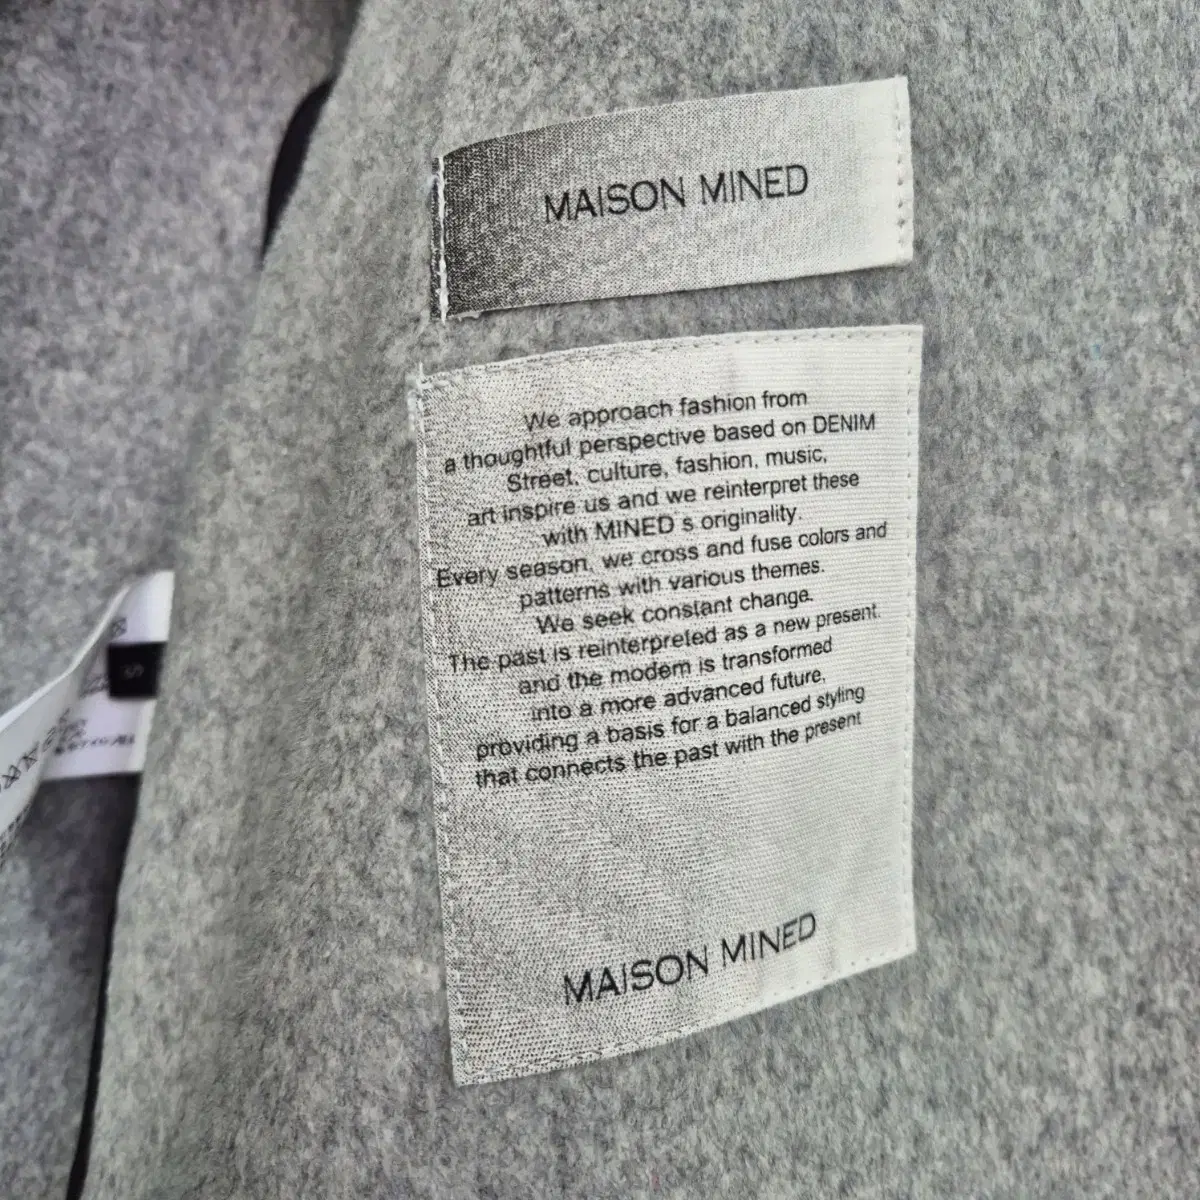 MAISON MINED
We approach fashion from
a thoughtful perspective based on DENIM
Street, culture, fashion, music,
art inspire us and we reinterpret these
with MINED's originality.
Every season, we cross and fuse colors and
patterns with various themes.
We seek constant change.
The past is reinterpreted as a new present.
and the modern is transformed
into a more advanced future,
providing a basis for a balanced styling
that connects the past with the present
MAISON MINED
S